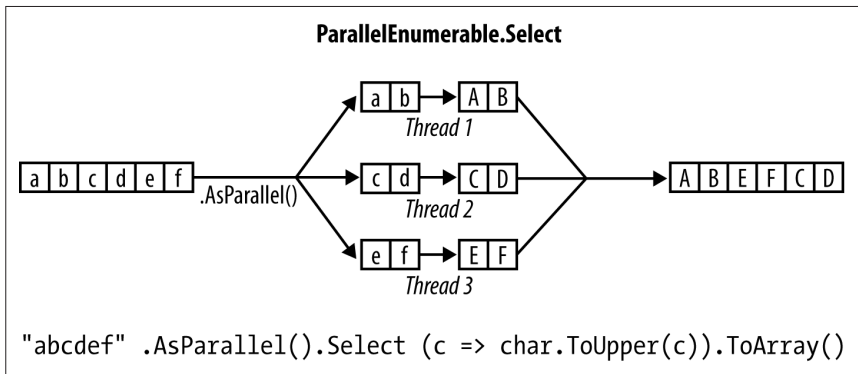 ParallelEnumerable.Select
a b A B
Thread 1
a b c d e f .AsParallel() c d C D A B E F C D
Thread 2
e f E F
Thread 3
"abcdef" .AsParallel().Select (c => char.ToUpper(c)).ToArray()